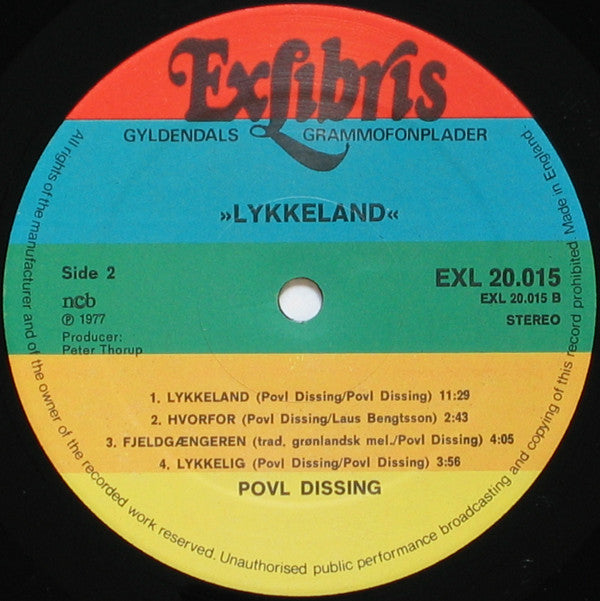 ExLibris
GYLDENDALS GRAMMOFONPLADER
»LYKKELAND«
Side 2
ncb
℗ 1977
Producer:
Peter Thorup
EXL 20.015
EXL 20.015 B
STEREO
1. LYKKELAND (Povl Dissing/Povl Dissing) 11:29
2. HVORFOR (Povl Dissing/Laus Bengtsson) 2:43
3. FJELDGÆNGEREN (trad. grønlandsk mel./Povl Dissing) 4:05
4. LYKKELIG (Povl Dissing/Povl Dissing) 3:56
POVL DISSING
All rights of the manufacturer and of the owner of the recorded work reserved. Unauthorised public performance broadcasting and copying of this record prohibited. Made in England.